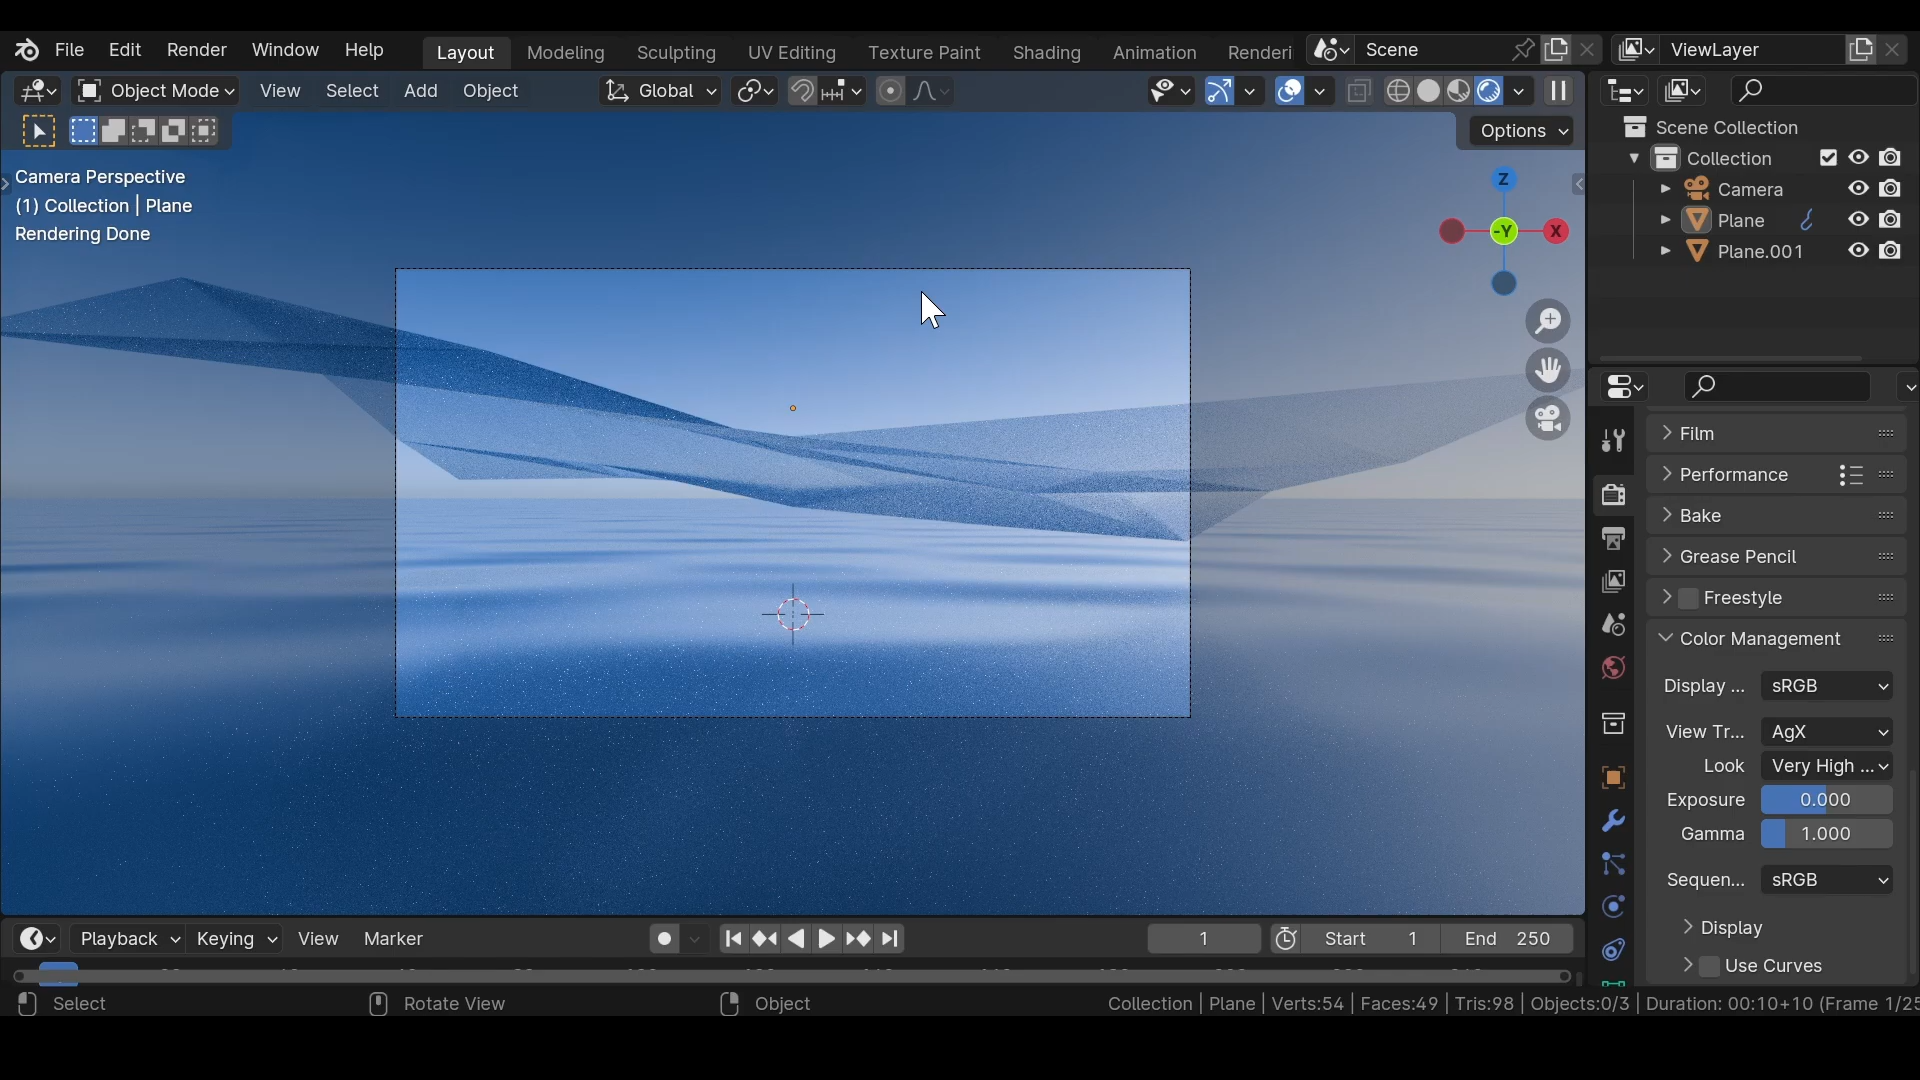 File Edit Render Window Help Layout Modeling Sculpting UV Editing Texture Paint Shading Animation Renderi Scene ViewLayer
Object Mode View Select Add Object Global
Options
Camera Perspective
(1) Collection | Plane
Rendering Done
Z
-Y X
Scene Collection
Collection
Camera
Plane
Plane.001
Film
Performance
Bake
Grease Pencil
Freestyle
Color Management
Display ... sRGB
View Tr... AgX
Look Very High ...
Exposure 0.000
Gamma 1.000
Sequen... sRGB
Display
Use Curves
Playback Keying View Marker 1 Start 1 End 250
Select Rotate View Object Collection | Plane | Verts:54 | Faces:49 | Tris:98 | Objects:0/3 | Duration: 00:10+10 (Frame 1/25